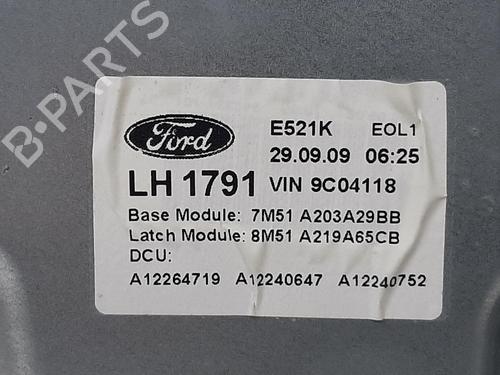 B-PARTS
Ford
E521K EOL1
29.09.09 06:25
LH 1791 VIN 9C04118
Base Module: 7M51 A203A29BB
Latch Module: 8M51 A219A65CB
DCU:
A12264719 A12240647 A12240752